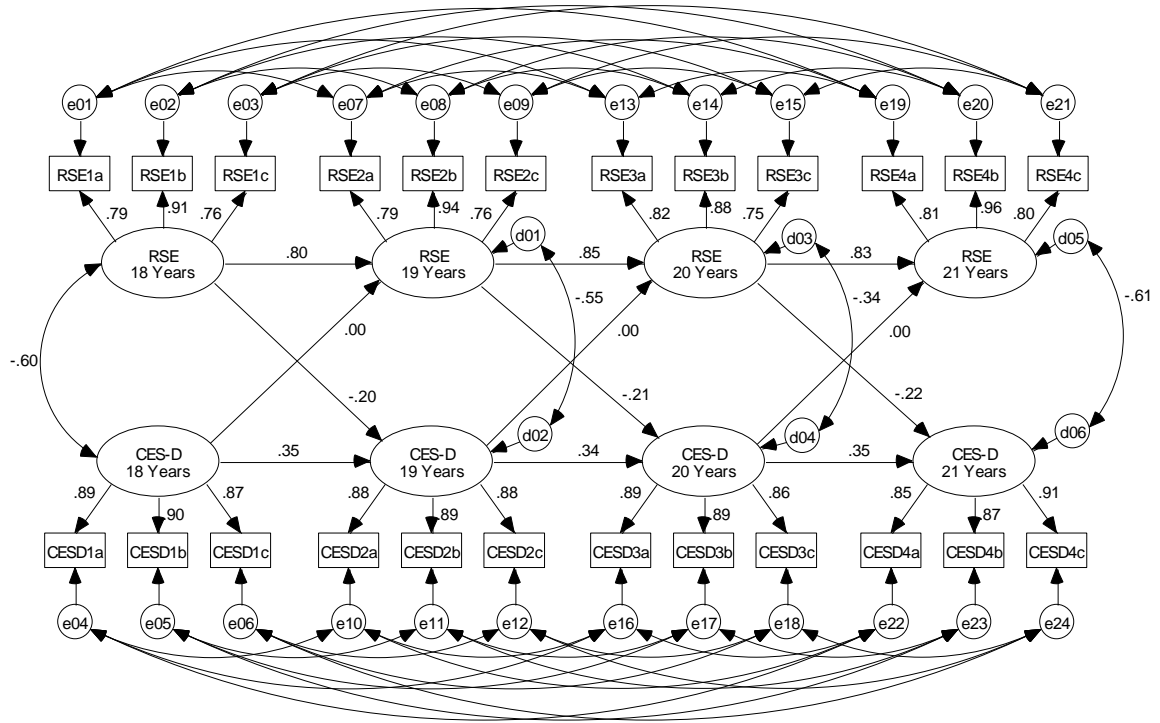 e01 e02 e03 e07 e08 e09 e13 e14 e15 e19 e20 e21
RSE1a RSE1b RSE1c RSE2a RSE2b RSE2c RSE3a RSE3b RSE3c RSE4a RSE4b RSE4c
.79 .91 .76 .79 .94 .76 .82 .88 .75 .81 .96 .80
d01 d03 d05
RSE
18 Years
RSE
19 Years
RSE
20 Years
RSE
21 Years
.80 .85 .83
-.55 -.34 -.61
.00 .00 .00
-.60
-.20 -.21 -.22
d02 d04 d06
CES-D
18 Years
CES-D
19 Years
CES-D
20 Years
CES-D
21 Years
.35 .34 .35
.89 .90 .87 .88 .89 .88 .89 .89 .86 .85 .87 .91
CESD1a CESD1b CESD1c CESD2a CESD2b CESD2c CESD3a CESD3b CESD3c CESD4a CESD4b CESD4c
e04 e05 e06 e10 e11 e12 e16 e17 e18 e22 e23 e24